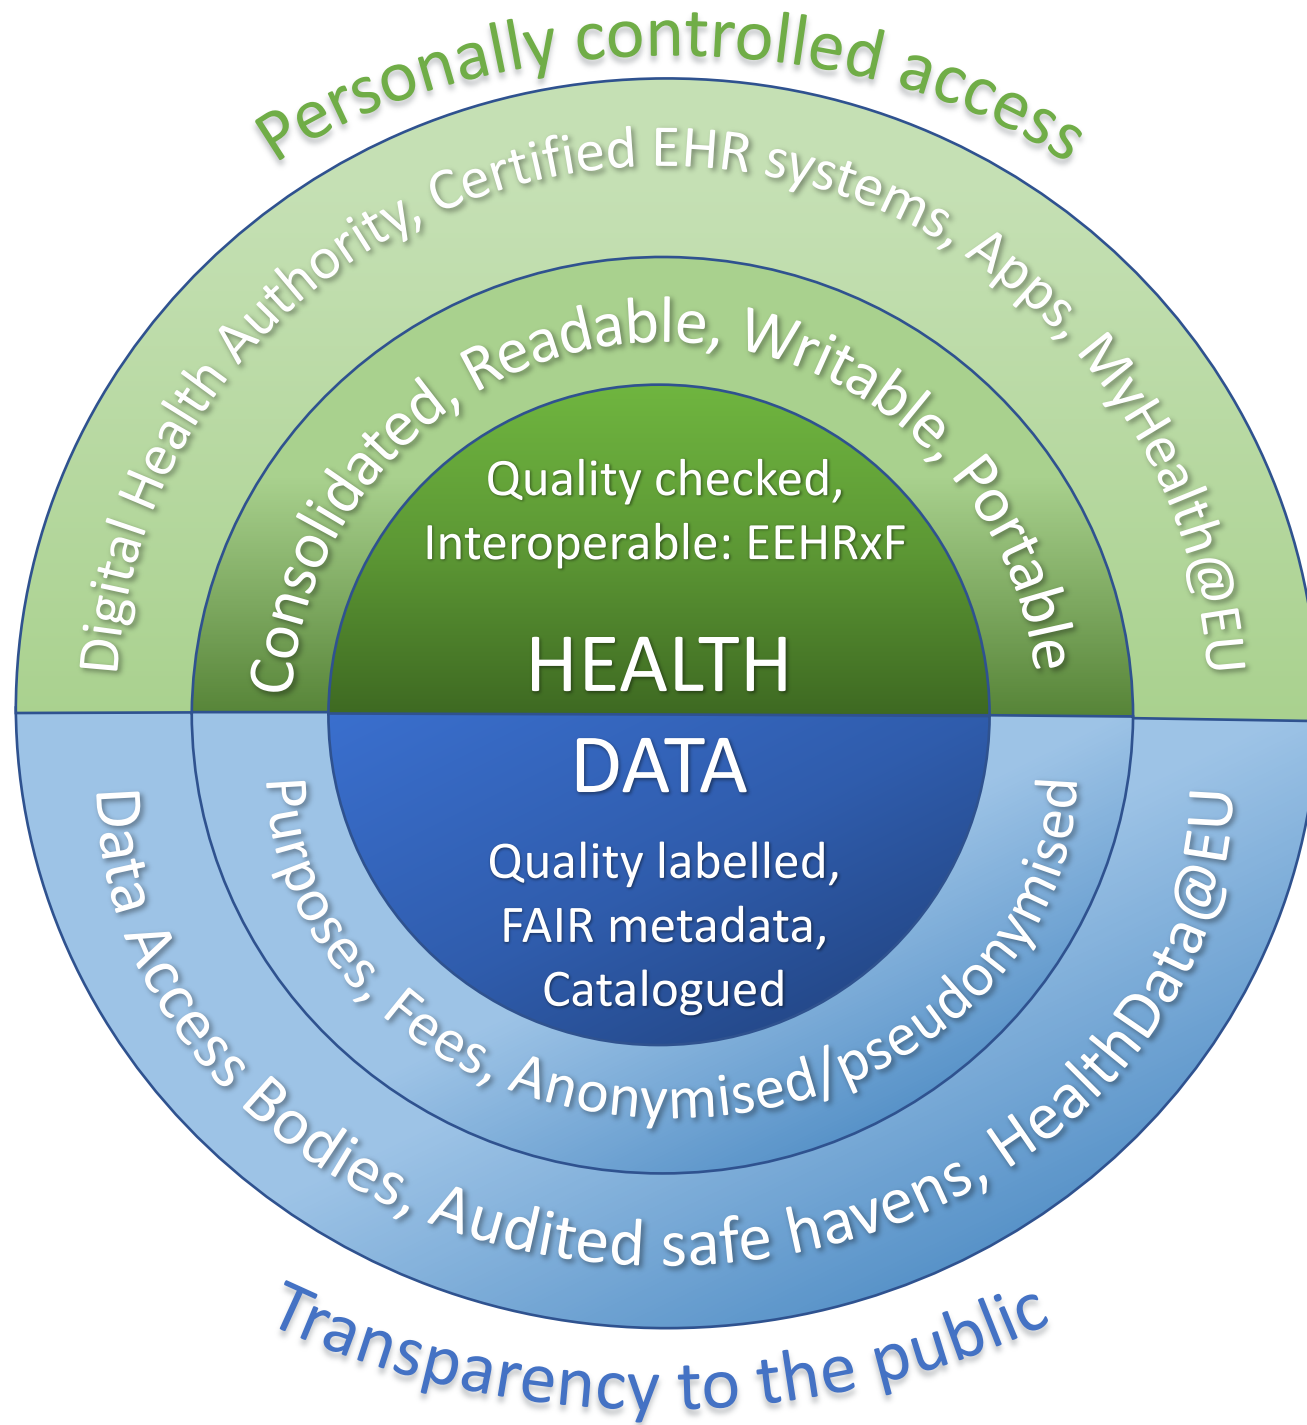 Personally controlled access
Digital Health Authority, Certified EHR systems, Apps, MyHealth@EU
Consolidated, Readable, Writable, Portable
Quality checked,
Interoperable: EEHRxF
HEALTH
DATA
Quality labelled,
FAIR metadata,
Catalogued
Purposes, Fees, Anonymised/pseudonymised
Data Access Bodies, Audited safe havens, HealthData@EU
Transparency to the public